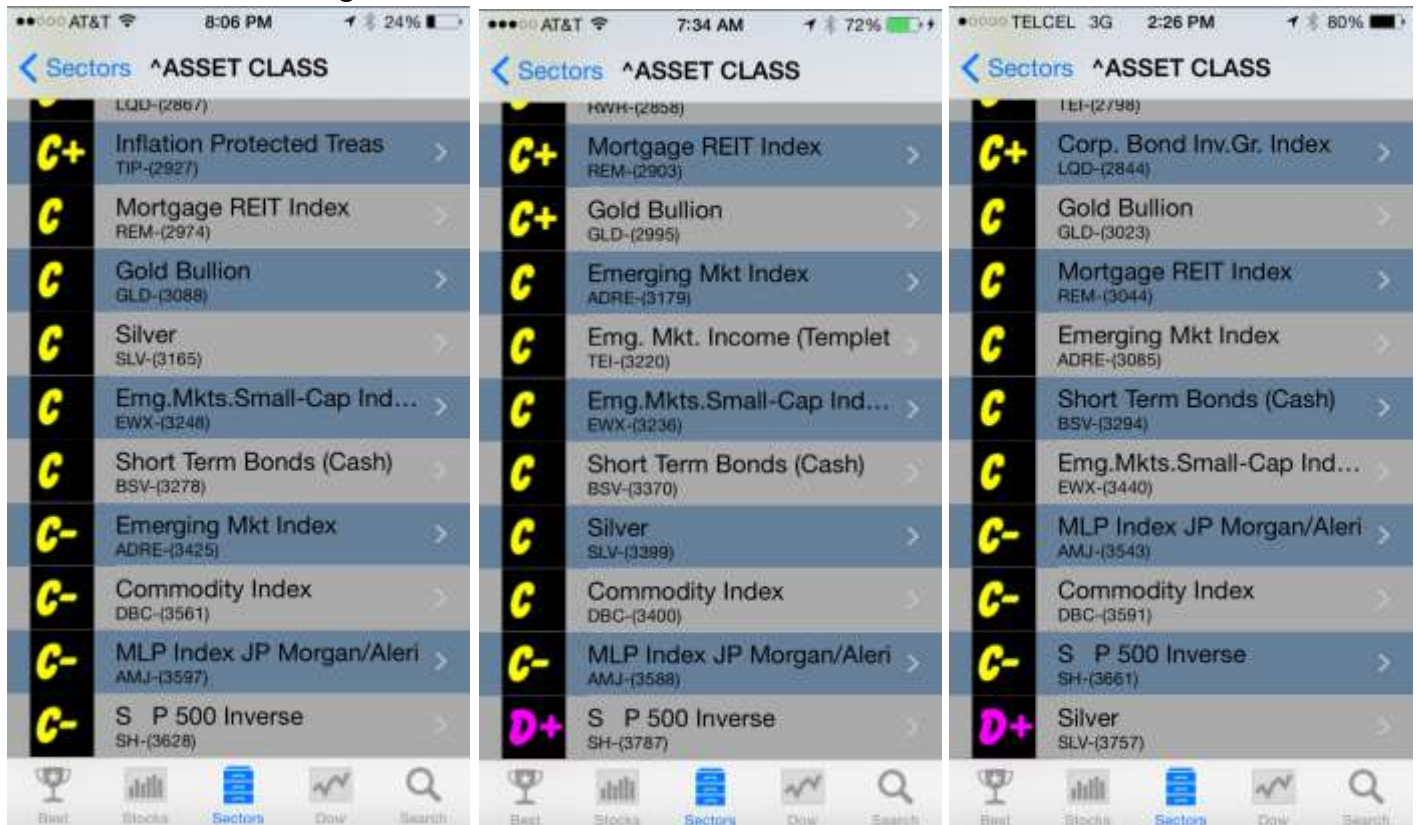 AT&T 8:06 PM 24%
Sectors ^ASSET CLASS
LQD-(2867)
C+ Inflation Protected Treas
TIP-(2927)
C Mortgage REIT Index
REM-(2974)
C Gold Bullion
GLD-(3088)
C Silver
SLV-(3165)
C Emg.Mkts.Small-Cap Ind...
EWX-(3248)
C Short Term Bonds (Cash)
BSV-(3278)
C- Emerging Mkt Index
ADRE-(3425)
C- Commodity Index
DBC-(3561)
C- MLP Index JP Morgan/Aleri
AMJ-(3597)
C- S P 500 Inverse
SH-(3628)
Best Stocks Sectors Dow Search
AT&T 7:34 AM 72%
Sectors ^ASSET CLASS
RWR-(2858)
C+ Mortgage REIT Index
REM-(2903)
C+ Gold Bullion
GLD-(2995)
C Emerging Mkt Index
ADRE-(3179)
C Emg. Mkt. Income (Templet
TEI-(3220)
C Emg.Mkts.Small-Cap Ind...
EWX-(3236)
C Short Term Bonds (Cash)
BSV-(3370)
C Silver
SLV-(3399)
C Commodity Index
DBC-(3400)
C- MLP Index JP Morgan/Aleri
AMJ-(3588)
D+ S P 500 Inverse
SH-(3787)
Best Stocks Sectors Dow Search
TELCEL 3G 2:26 PM 80%
Sectors ^ASSET CLASS
TEI-(2798)
C+ Corp. Bond Inv.Gr. Index
LQD-(2844)
C Gold Bullion
GLD-(3023)
C Mortgage REIT Index
REM-(3044)
C Emerging Mkt Index
ADRE-(3085)
C Short Term Bonds (Cash)
BSV-(3294)
C Emg.Mkts.Small-Cap Ind...
EWX-(3440)
C- MLP Index JP Morgan/Aleri
AMJ-(3543)
C- Commodity Index
DBC-(3591)
C- S P 500 Inverse
SH-(3661)
D+ Silver
SLV-(3757)
Best Stocks Sectors Dow Search